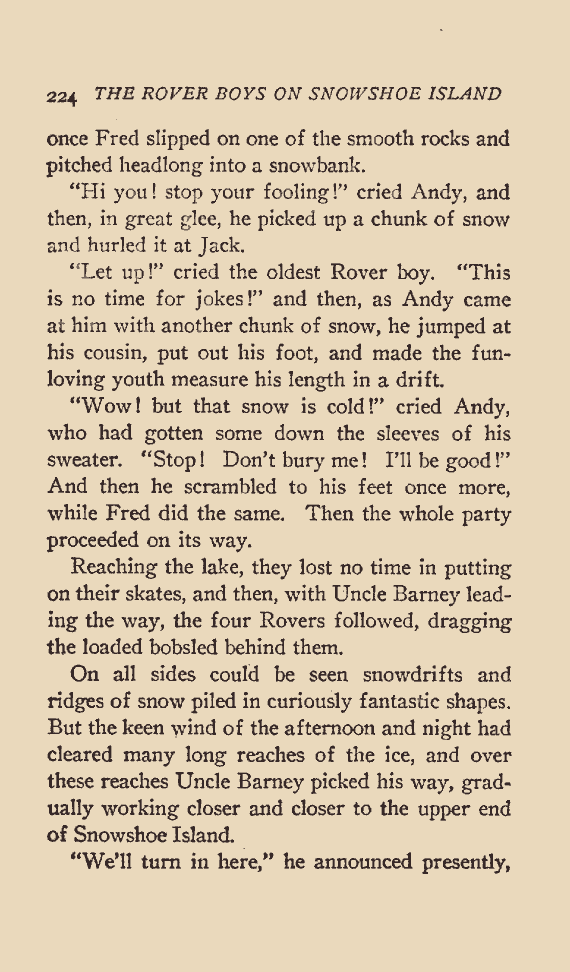 224 THE ROVER BOYS ON SNOWSHOE ISLAND
once Fred slipped on one of the smooth rocks and
pitched headlong into a snowbank.
"Hi you! stop your fooling!" cried Andy, and
then, in great glee, he picked up a chunk of snow
and hurled it at Jack.
"Let up!" cried the oldest Rover boy. "This
is no time for jokes!" and then, as Andy came
at him with another chunk of snow, he jumped at
his cousin, put out his foot, and made the fun-
loving youth measure his length in a drift.
"Wow! but that snow is cold!" cried Andy,
who had gotten some down the sleeves of his
sweater. "Stop! Don't bury me! I'll be good!"
And then he scrambled to his feet once more,
while Fred did the same. Then the whole party
proceeded on its way.
Reaching the lake, they lost no time in putting
on their skates, and then, with Uncle Barney lead-
ing the way, the four Rovers followed, dragging
the loaded bobsled behind them.
On all sides could be seen snowdrifts and
ridges of snow piled in curiously fantastic shapes.
But the keen wind of the afternoon and night had
cleared many long reaches of the ice, and over
these reaches Uncle Barney picked his way, grad-
ually working closer and closer to the upper end
of Snowshoe Island.
"We'll turn in here," he announced presently,